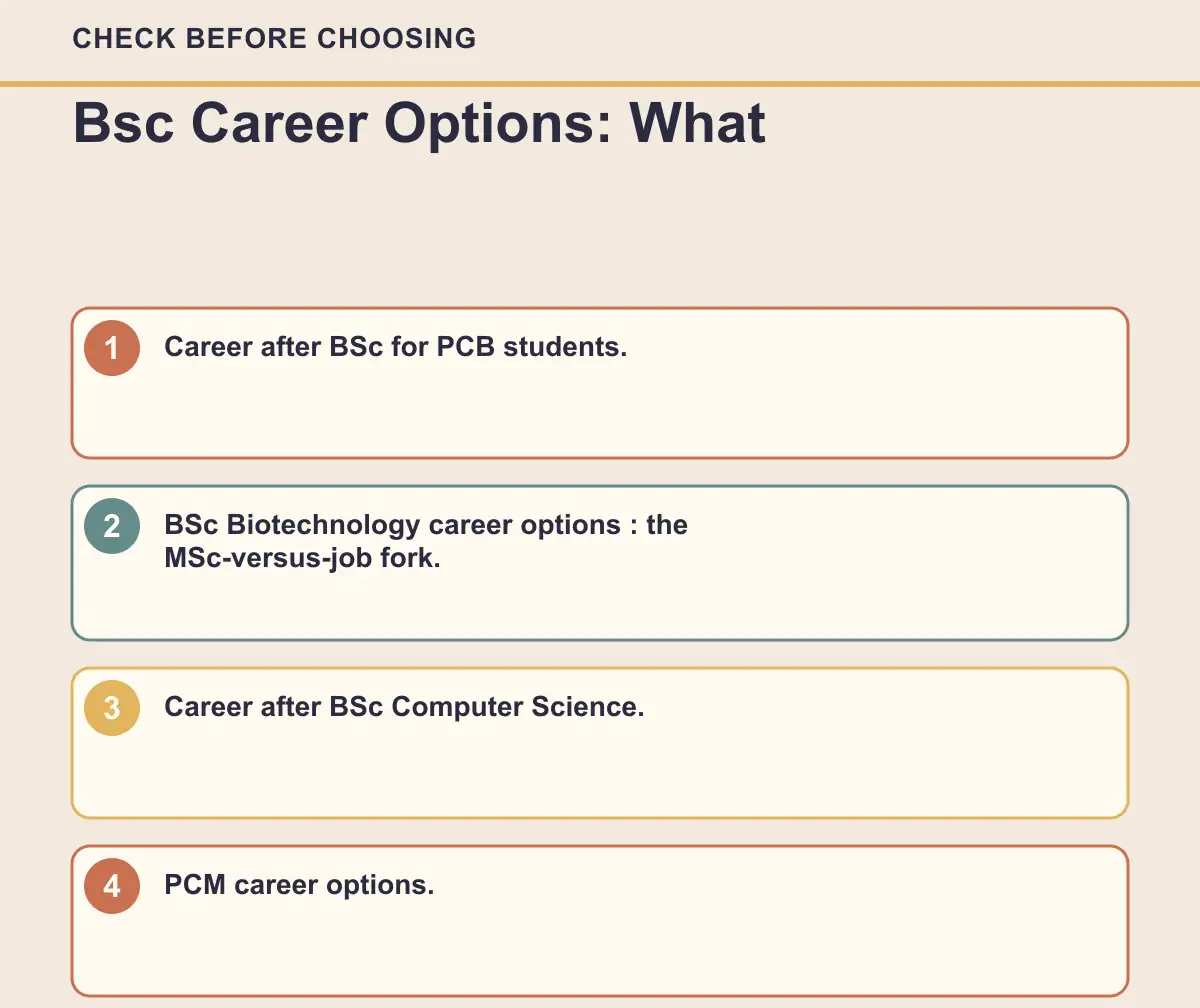 CHECK BEFORE CHOOSING
Bsc Career Options: What
1 Career after BSc for PCB students.
2 BSc Biotechnology career options : the
MSc-versus-job fork.
3 Career after BSc Computer Science.
4 PCM career options.